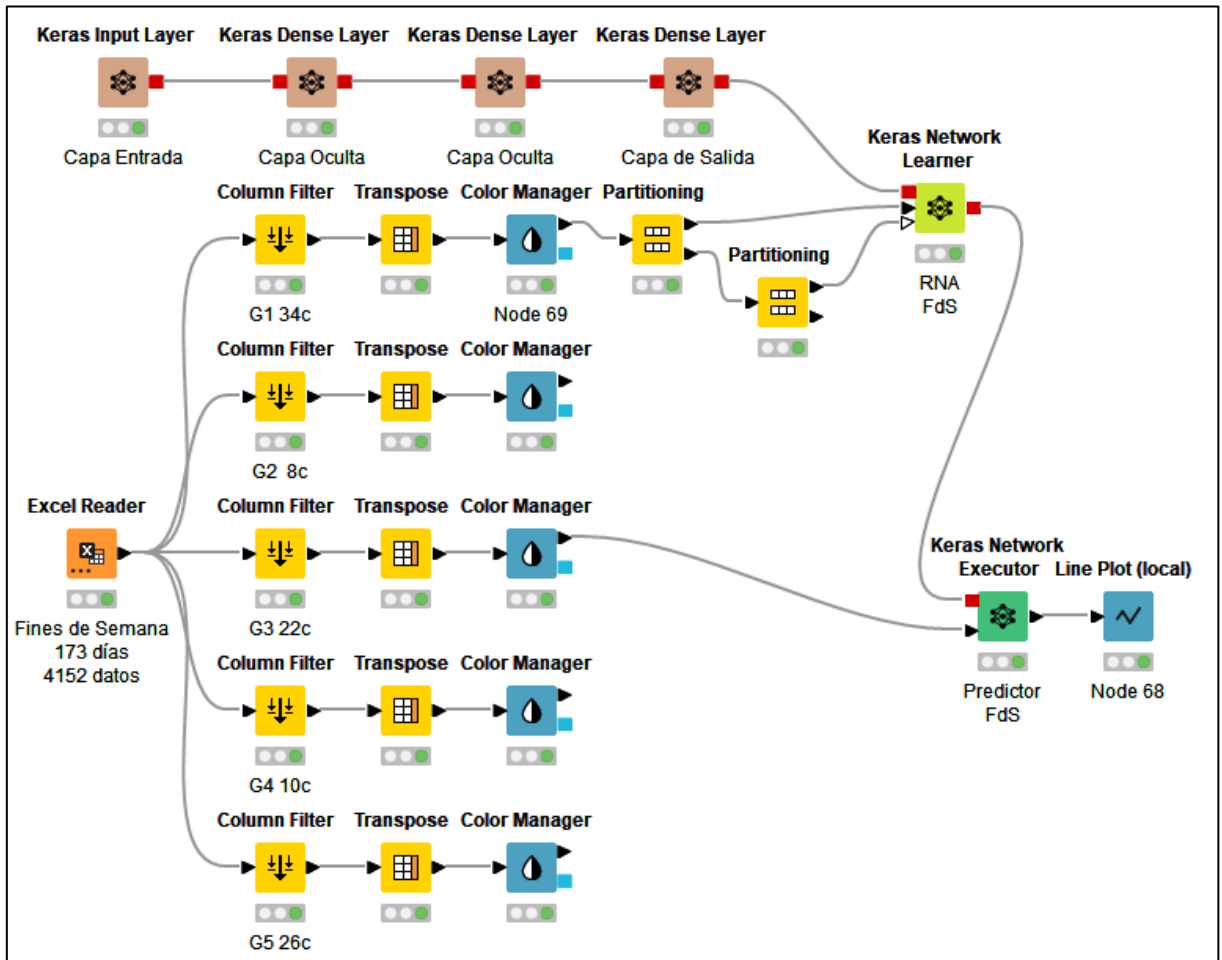 Keras Input Layer Keras Dense Layer Keras Dense Layer Keras Dense Layer
Capa Entrada Capa Oculta Capa Oculta Capa de Salida
Keras Network
Learner
RNA
FdS
Column Filter Transpose Color Manager Partitioning
Partitioning
G1 34c Node 69
Column Filter Transpose Color Manager
G2 8c
Excel Reader
Fines de Semana
173 días
4152 datos
Column Filter Transpose Color Manager
G3 22c
Keras Network
Executor Line Plot (local)
Predictor Node 68
FdS
Column Filter Transpose Color Manager
G4 10c
Column Filter Transpose Color Manager
G5 26c